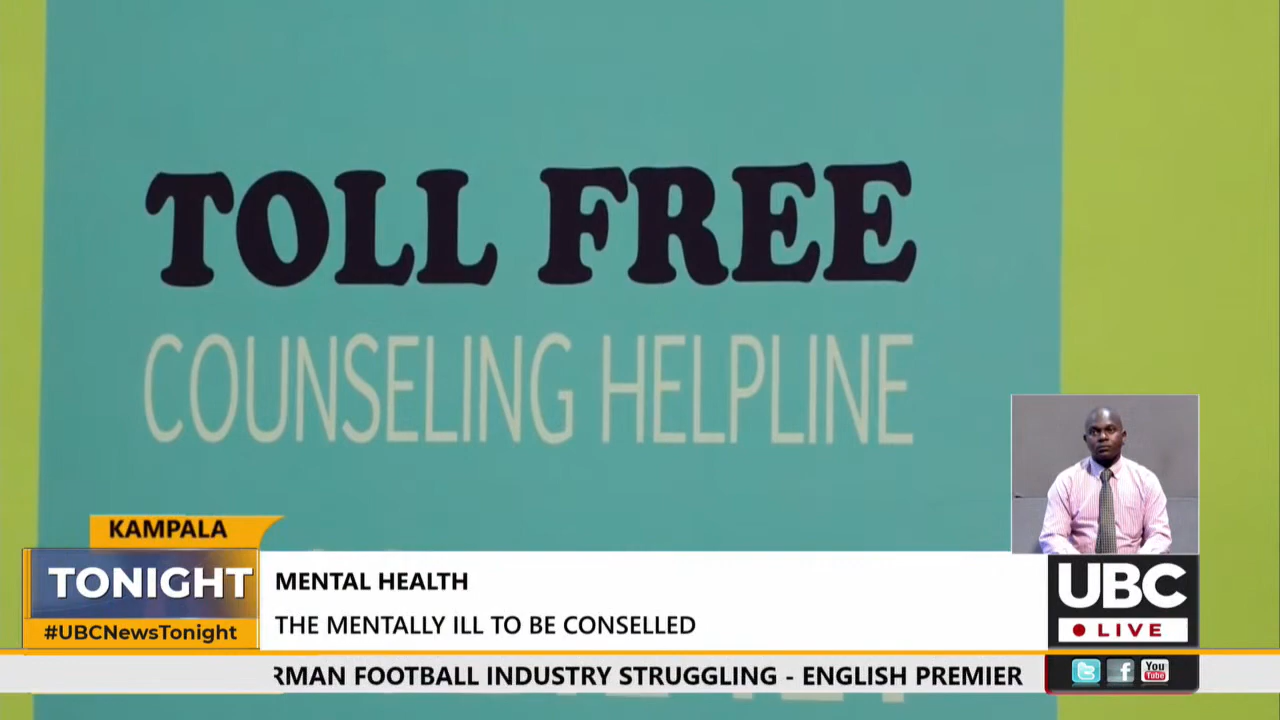 TOLL FREE
COUNSELING HELPLINE
KAMPALA
TONIGHT
#UBCNewsTonight
MENTAL HEALTH
THE MENTALLY ILL TO BE CONSELLED
UBC
LIVE
RMAN FOOTBALL INDUSTRY STRUGGLING - ENGLISH PREMIER
You
Tube